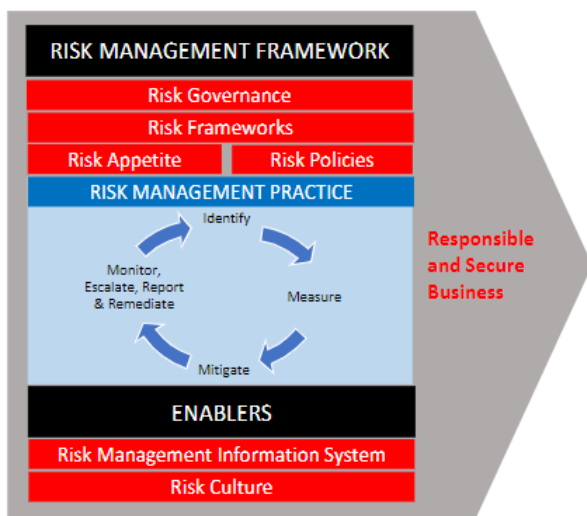 RISK MANAGEMENT FRAMEWORK
Risk Governance
Risk Frameworks
Risk Appetite
Risk Policies
RISK MANAGEMENT PRACTICE
Identify
Measure
Mitigate
Monitor,
Escalate, Report
& Remediate
ENABLERS
Risk Management Information System
Risk Culture
Responsible
and Secure
Business